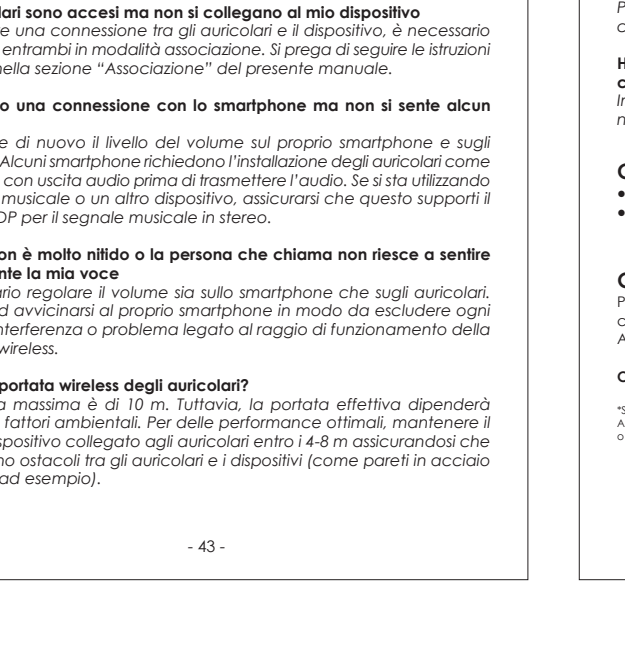 lari sono accesi ma non si collegano al mio dispositivo
e una connessione tra gli auricolari e il dispositivo, è necessario
entrambi in modalità associazione. Si prega di seguire le istruzioni
nella sezione “Associazione” del presente manuale.
o una connessione con lo smartphone ma non si sente alcun
e di nuovo il livello del volume sul proprio smartphone e sugli
Alcuni smartphone richiedono l’installazione degli auricolari come
con uscita audio prima di trasmettere l’audio. Se si sta utilizzando
musicale o un altro dispositivo, assicurarsi che questo supporti il
DP per il segnale musicale in stereo.
on è molto nitido o la persona che chiama non riesce a sentire
nte la mia voce
rio regolare il volume sia sullo smartphone che sugli auricolari.
d avvicinarsi al proprio smartphone in modo da escludere ogni
nterferenza o problema legato al raggio di funzionamento della
wireless.
portata wireless degli auricolari?
a massima è di 10 m. Tuttavia, la portata effettiva dipenderà
fattori ambientali. Per delle performance ottimali, mantenere il
spositivo collegato agli auricolari entro i 4-8 m assicurandosi che
no ostacoli tra gli auricolari e i dispositivi (come pareti in acciaio
ad esempio).
- 43 -